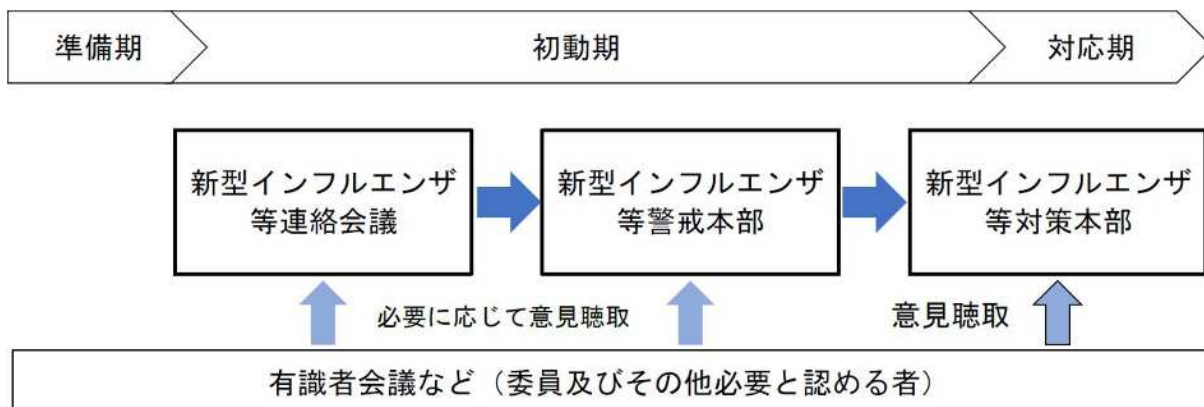 準備期
初動期
対応期
新型インフルエンザ
等連絡会議
新型インフルエンザ
等警戒本部
新型インフルエンザ
等対策本部
必要に応じて意見聴取
意見聴取
有識者会議など（委員及びその他必要と認める者）